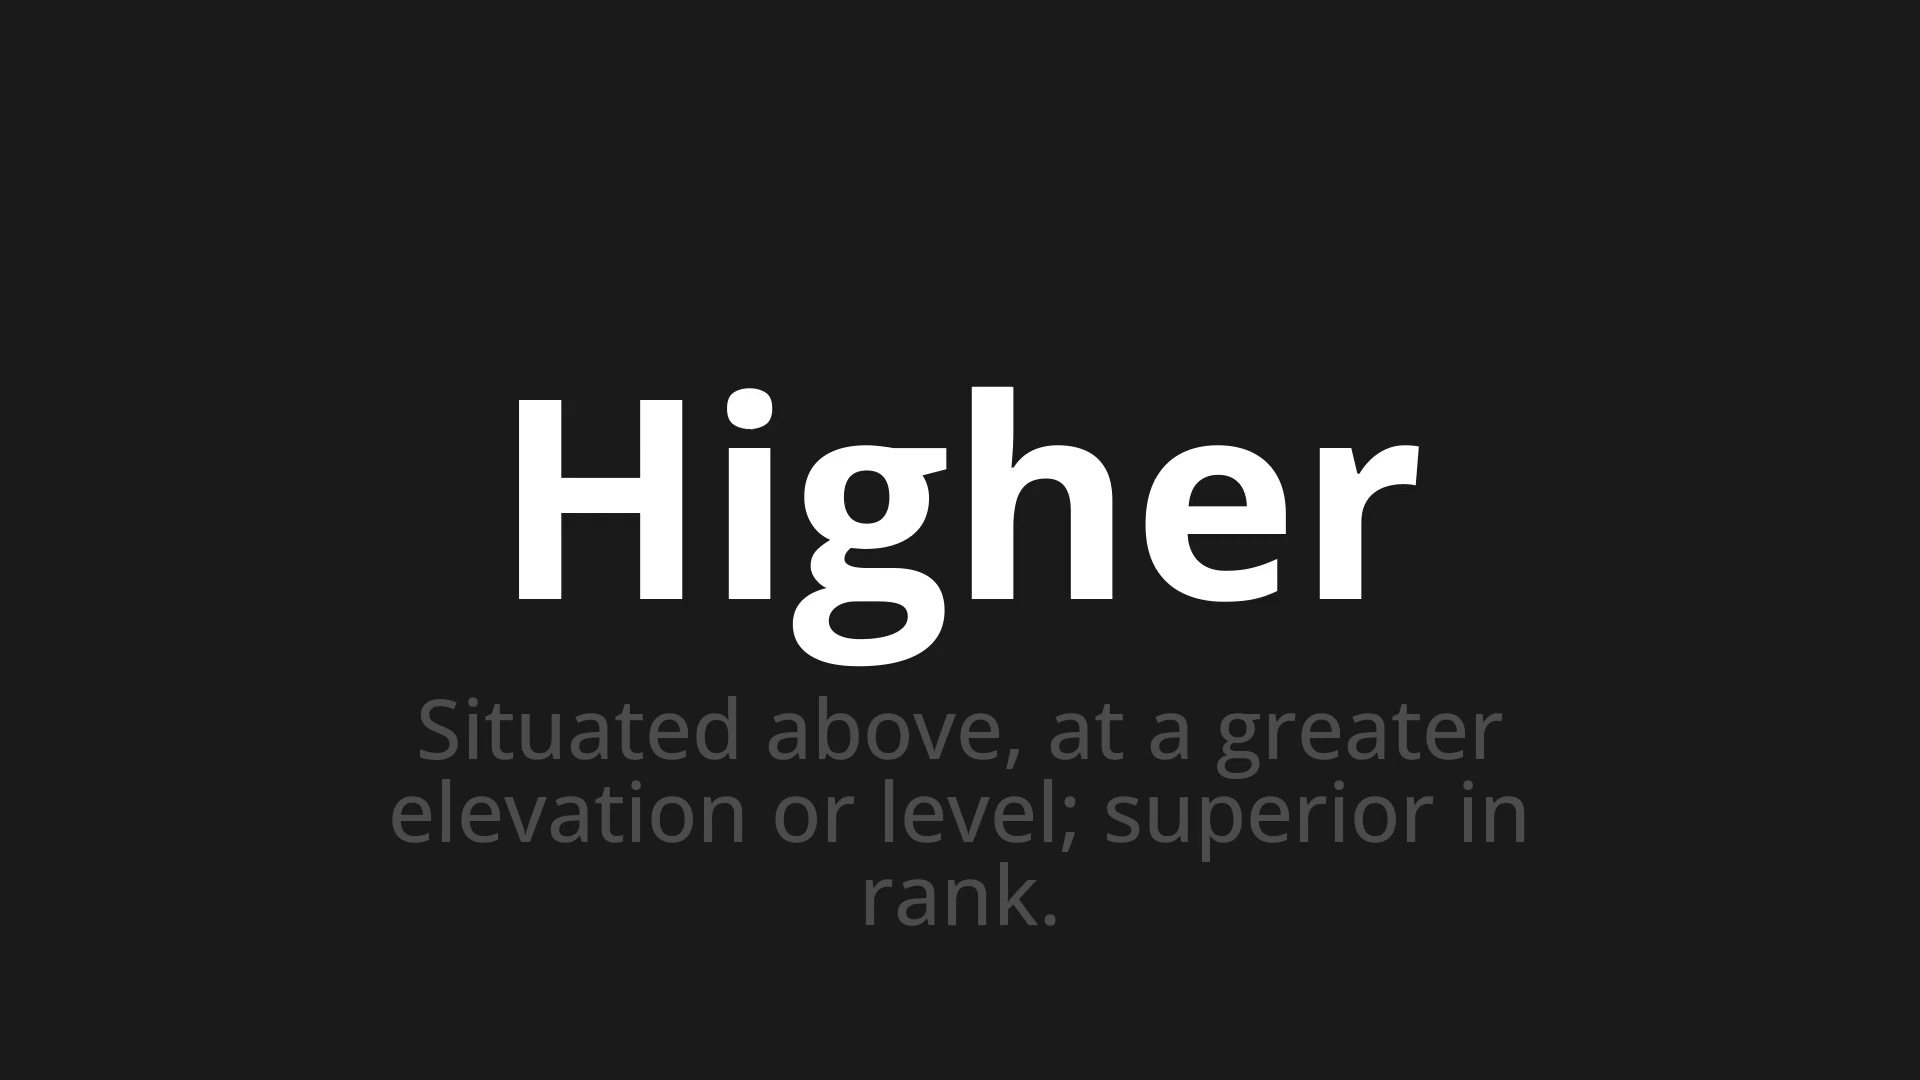 Higher
Situated above, at a greater
elevation or level; superior in
rank.